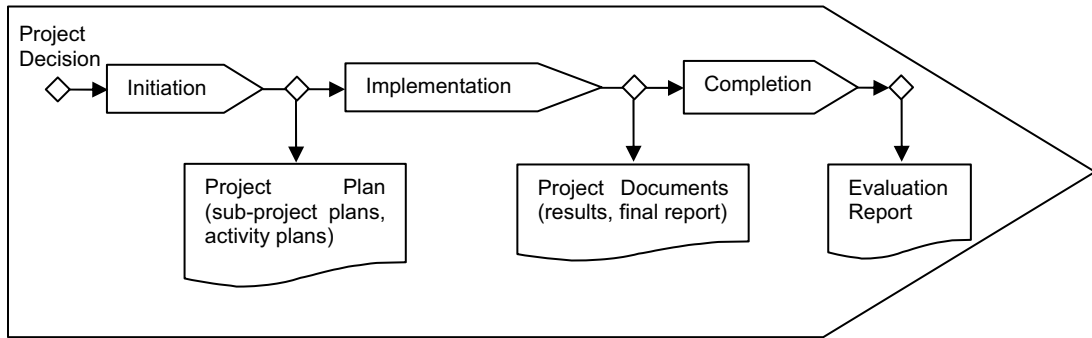 Project
Decision
Initiation
Implementation
Completion
Project Plan
(sub-project plans,
activity plans)
Project Documents
(results, final report)
Evaluation
Report